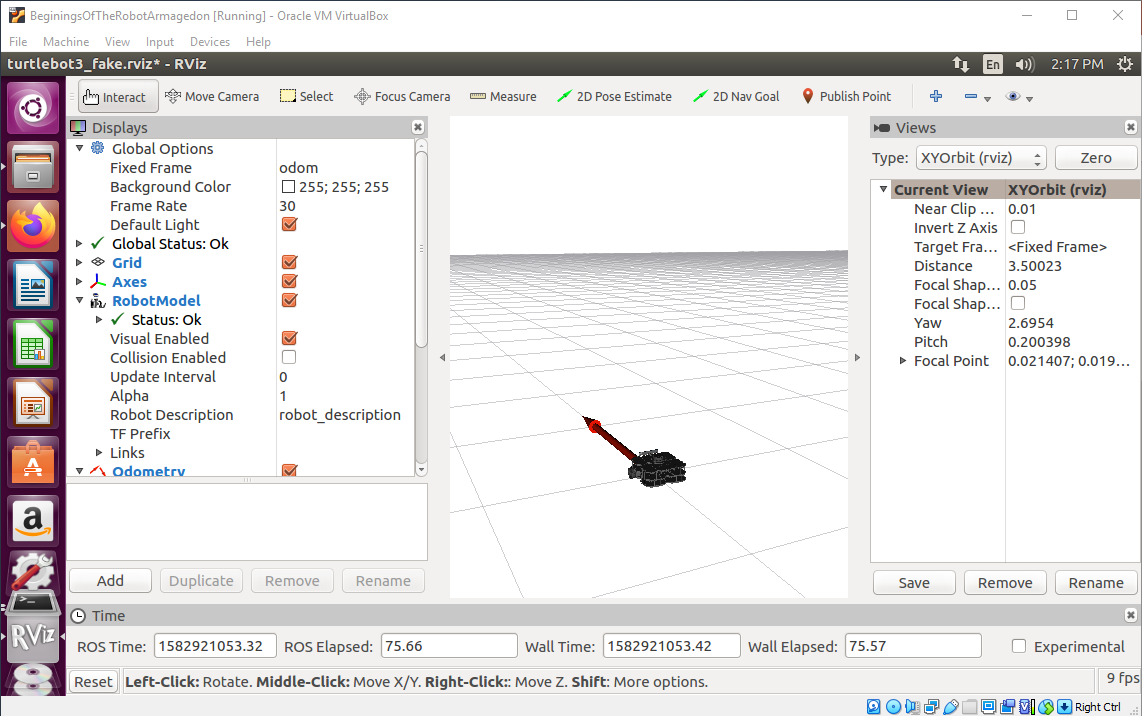 BeginingsOfTheRobotArmagedon [Running] - Oracle VM VirtualBox
File Machine View Input Devices Help
turtlebot3_fake.rviz* - RViz
En
2:17 PM
Interact Move Camera Select Focus Camera Measure 2D Pose Estimate 2D Nav Goal Publish Point
Displays
Global Options
Fixed Frame odom
Background Color 255; 255; 255
Frame Rate 30
Default Light
Global Status: Ok
Grid
Axes
RobotModel
Status: Ok
Visual Enabled
Collision Enabled
Update Interval 0
Alpha 1
Robot Description robot_description
TF Prefix
Links
Odometry
Add Duplicate Remove Rename
Views
Type: XYOrbit (rviz) Zero
Current View XYOrbit (rviz)
Near Clip ... 0.01
Invert Z Axis
Target Fra... <Fixed Frame>
Distance 3.50023
Focal Shap... 0.05
Focal Shap...
Yaw 2.6954
Pitch 0.200398
Focal Point 0.021407; 0.019...
Save Remove Rename
Time
ROS Time: 1582921053.32 ROS Elapsed: 75.66 Wall Time: 1582921053.42 Wall Elapsed: 75.57 Experimental
Reset Left-Click: Rotate. Middle-Click: Move X/Y. Right-Click:: Move Z. Shift: More options. 9 fps
RViz
a
Right Ctrl